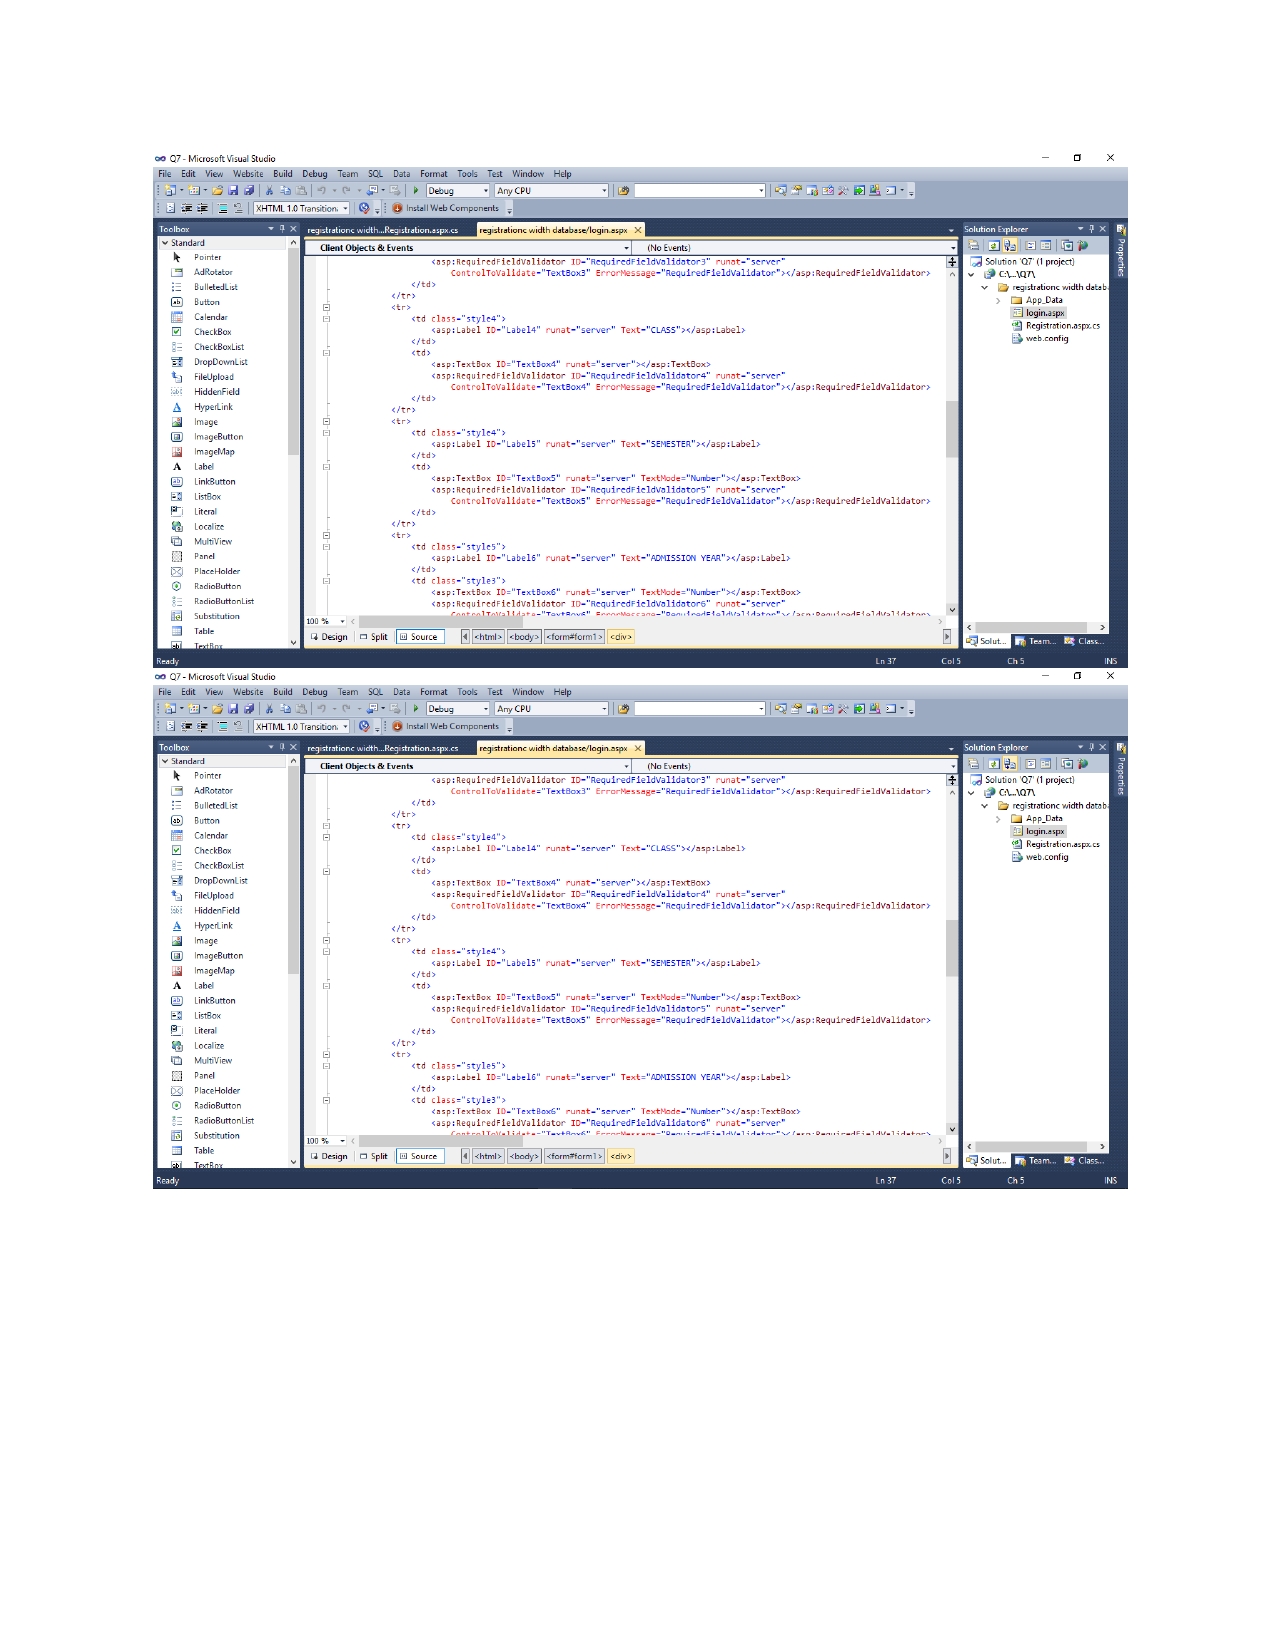 Q7 - Microsoft Visual Studio
File Edit View Website Build Debug Team SQL Data Format Tools Test Window Help
Debug Any CPU
XHTML 1.0 Transition. Install Web Components
Toolbox
Standard
Pointer
AdRotator
BulletedList
Button
Calendar
CheckBox
CheckBoxList
DropDownList
FileUpload
HiddenField
HyperLink
Image
ImageButton
ImageMap
Label
LinkButton
ListBox
Literal
Localize
MultiView
Panel
PlaceHolder
RadioButton
RadioButtonList
Substitution
Table
TextBox
registrationc width...Registration.aspx.cs registrationc width database/login.aspx
Client Objects & Events (No Events)
<asp:RequiredFieldValidator ID="RequiredFieldValidator3" runat="server"
ControlToValidate="TextBox3" ErrorMessage="RequiredFieldValidator"></asp:RequiredFieldValidator>
</td>
</tr>
<tr>
<td class="style4">
<asp:Label ID="Label4" runat="server" Text="CLASS"></asp:Label>
</td>
<td>
<asp:TextBox ID="TextBox4" runat="server"></asp:TextBox>
<asp:RequiredFieldValidator ID="RequiredFieldValidator4" runat="server"
ControlToValidate="TextBox4" ErrorMessage="RequiredFieldValidator"></asp:RequiredFieldValidator>
</td>
</tr>
<tr>
<td class="style4">
<asp:Label ID="Label5" runat="server" Text="SEMESTER"></asp:Label>
</td>
<td>
<asp:TextBox ID="TextBox5" runat="server" TextMode="Number"></asp:TextBox>
<asp:RequiredFieldValidator ID="RequiredFieldValidator5" runat="server"
ControlToValidate="TextBox5" ErrorMessage="RequiredFieldValidator"></asp:RequiredFieldValidator>
</td>
</tr>
<tr>
<td class="style5">
<asp:Label ID="Label6" runat="server" Text="ADMISSION YEAR"></asp:Label>
</td>
<td class="style3">
<asp:TextBox ID="TextBox6" runat="server" TextMode="Number"></asp:TextBox>
<asp:RequiredFieldValidator ID="RequiredFieldValidator6" runat="server"
ControlToValidate="TextBox6" ErrorMessage="RequiredFieldValidator"></asp:RequiredFieldValidator>
100 %
Design Split Source <html> <body> <form#form1> <div>
Solution Explorer
Solution 'Q7' (1 project)
C:\...\Q7\
registrationc width datab
App_Data
login.aspx
Registration.aspx.cs
web.config
Solut... Team... Class...
Properties
Ready Ln 37 Col 5 Ch 5 INS
Q7 - Microsoft Visual Studio
File Edit View Website Build Debug Team SQL Data Format Tools Test Window Help
Debug Any CPU
XHTML 1.0 Transition. Install Web Components
Toolbox
Standard
Pointer
AdRotator
BulletedList
Button
Calendar
CheckBox
CheckBoxList
DropDownList
FileUpload
HiddenField
HyperLink
Image
ImageButton
ImageMap
Label
LinkButton
ListBox
Literal
Localize
MultiView
Panel
PlaceHolder
RadioButton
RadioButtonList
Substitution
Table
TextBox
registrationc width...Registration.aspx.cs registrationc width database/login.aspx
Client Objects & Events (No Events)
<asp:RequiredFieldValidator ID="RequiredFieldValidator3" runat="server"
ControlToValidate="TextBox3" ErrorMessage="RequiredFieldValidator"></asp:RequiredFieldValidator>
</td>
</tr>
<tr>
<td class="style4">
<asp:Label ID="Label4" runat="server" Text="CLASS"></asp:Label>
</td>
<td>
<asp:TextBox ID="TextBox4" runat="server"></asp:TextBox>
<asp:RequiredFieldValidator ID="RequiredFieldValidator4" runat="server"
ControlToValidate="TextBox4" ErrorMessage="RequiredFieldValidator"></asp:RequiredFieldValidator>
</td>
</tr>
<tr>
<td class="style4">
<asp:Label ID="Label5" runat="server" Text="SEMESTER"></asp:Label>
</td>
<td>
<asp:TextBox ID="TextBox5" runat="server" TextMode="Number"></asp:TextBox>
<asp:RequiredFieldValidator ID="RequiredFieldValidator5" runat="server"
ControlToValidate="TextBox5" ErrorMessage="RequiredFieldValidator"></asp:RequiredFieldValidator>
</td>
</tr>
<tr>
<td class="style5">
<asp:Label ID="Label6" runat="server" Text="ADMISSION YEAR"></asp:Label>
</td>
<td class="style3">
<asp:TextBox ID="TextBox6" runat="server" TextMode="Number"></asp:TextBox>
<asp:RequiredFieldValidator ID="RequiredFieldValidator6" runat="server"
ControlToValidate="TextBox6" ErrorMessage="RequiredFieldValidator"></asp:RequiredFieldValidator>
100 %
Design Split Source <html> <body> <form#form1> <div>
Solution Explorer
Solution 'Q7' (1 project)
C:\...\Q7\
registrationc width datab
App_Data
login.aspx
Registration.aspx.cs
web.config
Solut... Team... Class...
Properties
Ready Ln 37 Col 5 Ch 5 INS